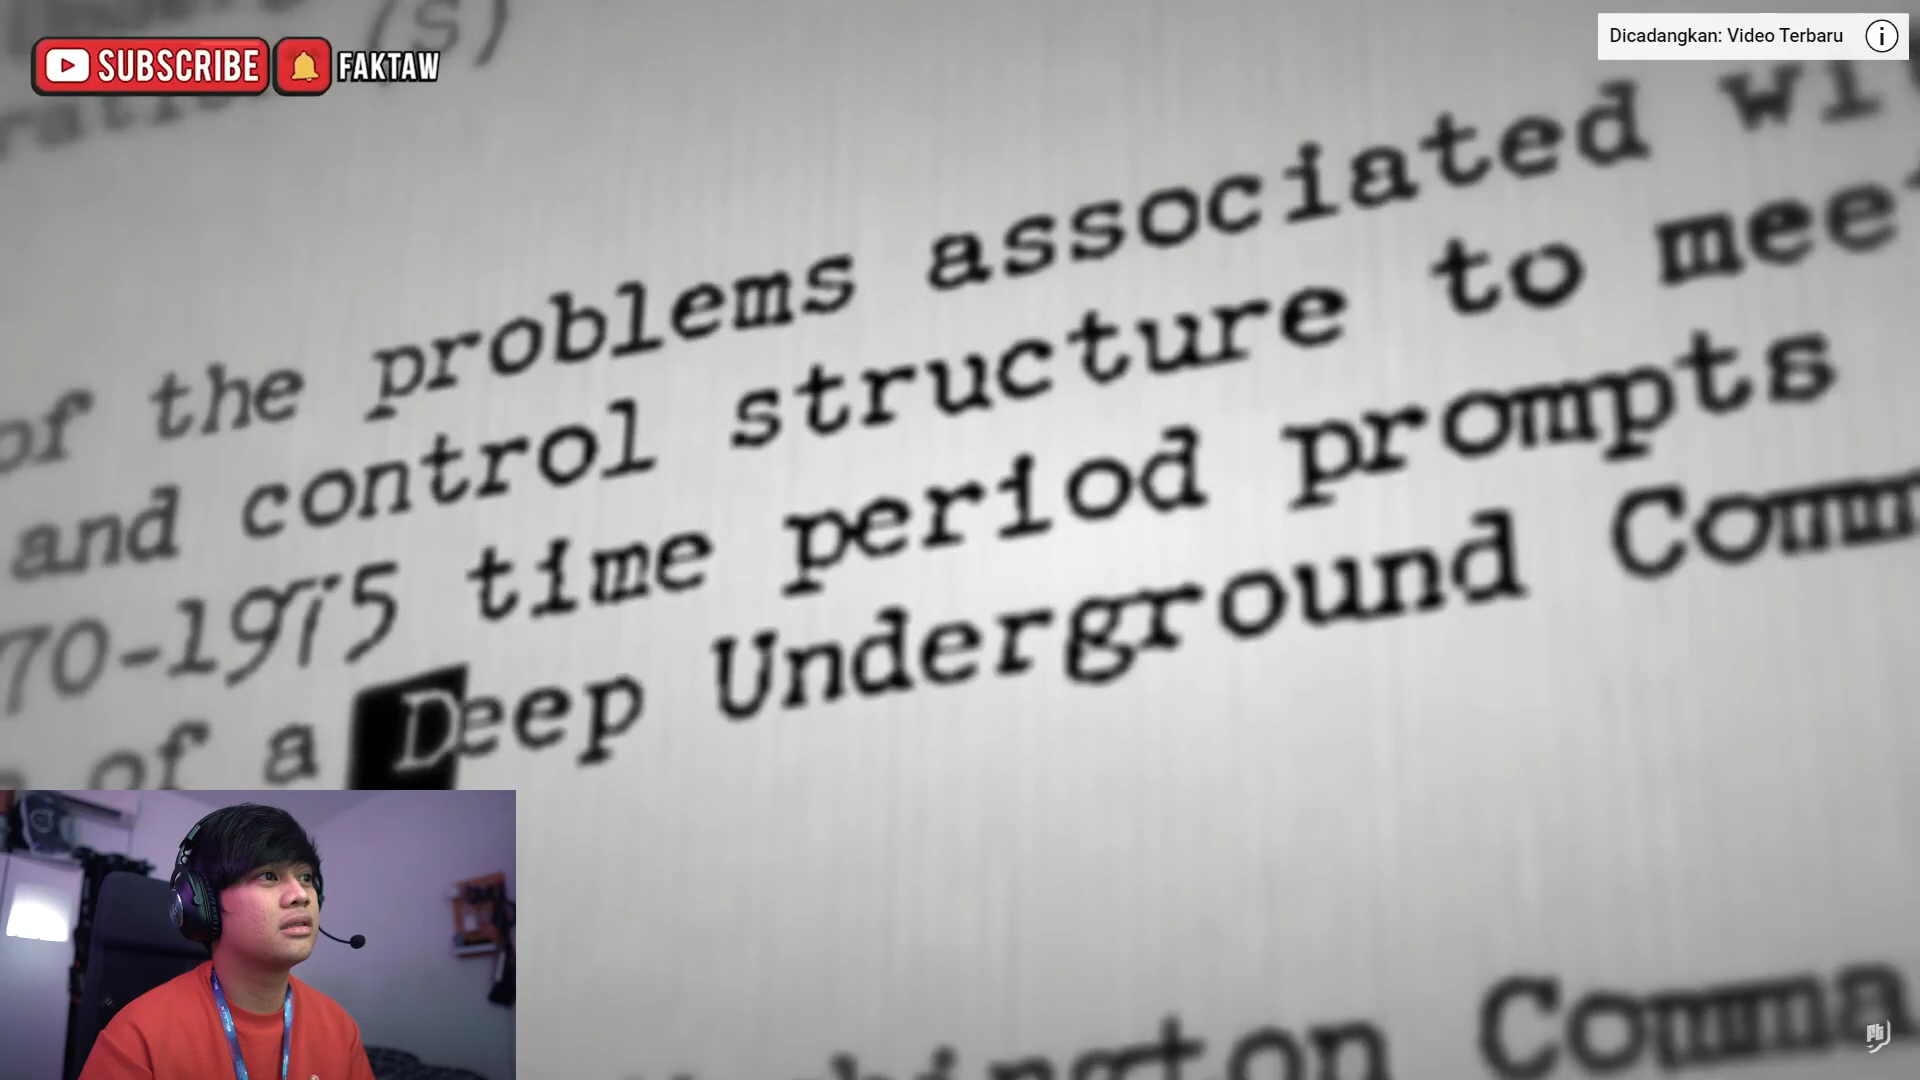 SUBSCRIBE FAKTAW
Dicadangkan: Video Terbaru
(S)
of the problems associated
and control structure to
70-1975 time period prompts
of a Deep Underground